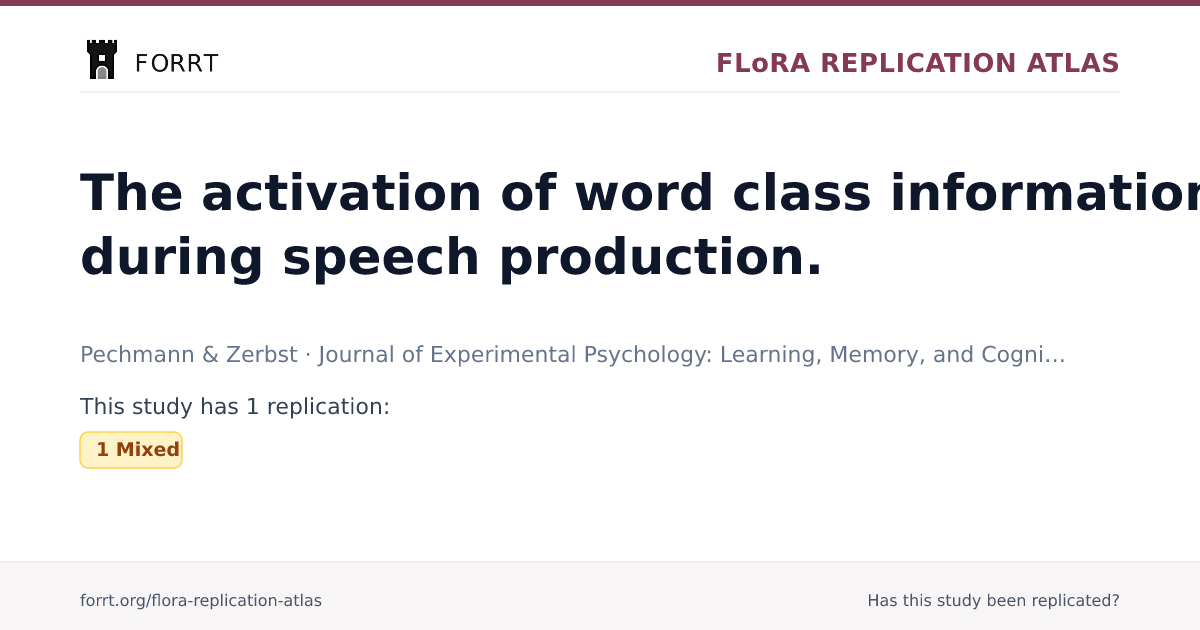 FORRT
FLoRA REPLICATION ATLAS
The activation of word class information
during speech production.
Pechmann & Zerbst · Journal of Experimental Psychology: Learning, Memory, and Cogni…
This study has 1 replication:
1 Mixed
forrt.org/flora-replication-atlas
Has this study been replicated?